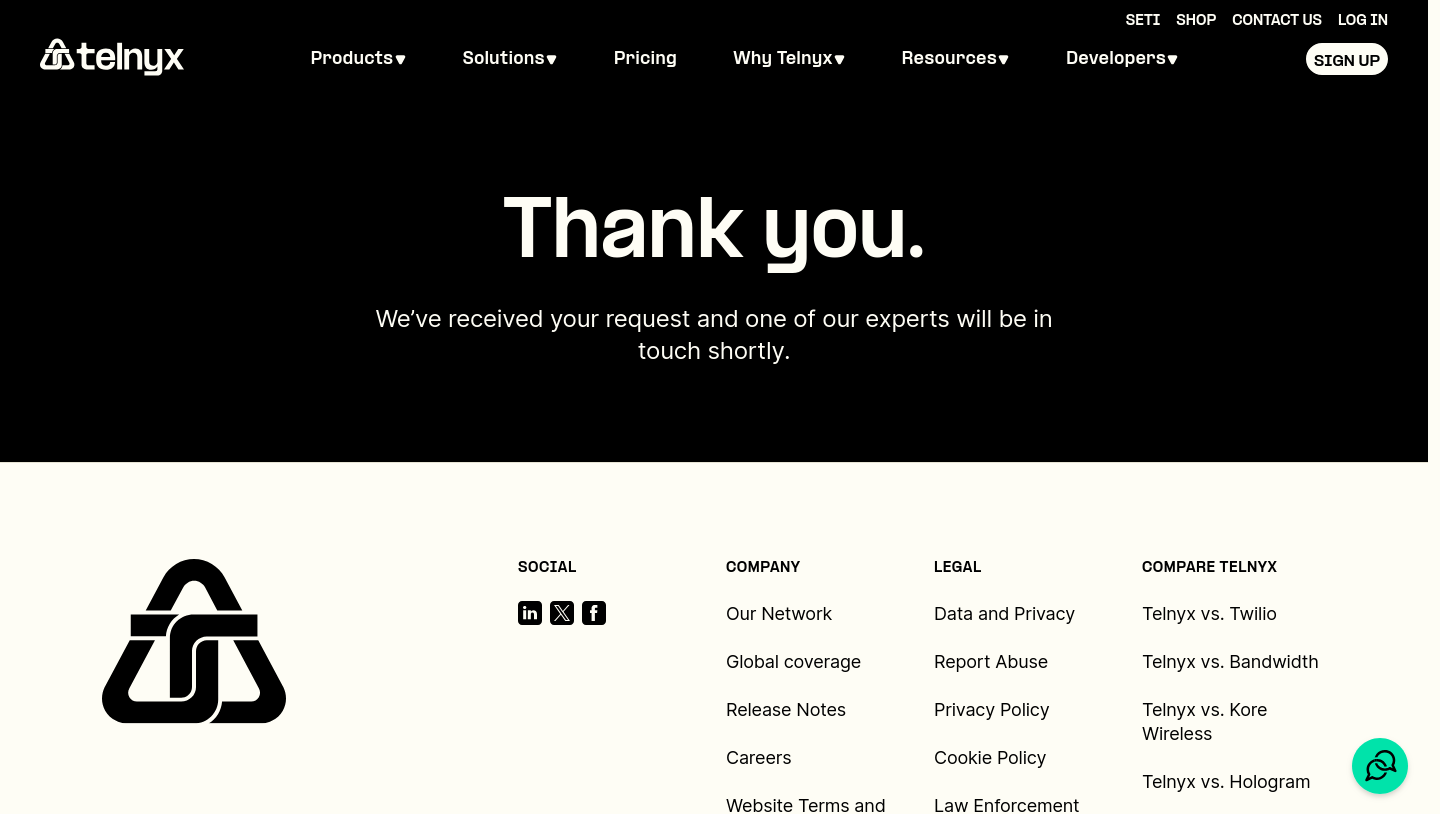 SETI SHOP CONTACT US LOG IN
telnyx Products Solutions Pricing Why Telnyx Resources Developers SIGN UP
Thank you.
We’ve received your request and one of our experts will be in
touch shortly.
SOCIAL
COMPANY
Our Network
Global coverage
Release Notes
Careers
Website Terms and
LEGAL
Data and Privacy
Report Abuse
Privacy Policy
Cookie Policy
Law Enforcement
COMPARE TELNYX
Telnyx vs. Twilio
Telnyx vs. Bandwidth
Telnyx vs. Kore
Wireless
Telnyx vs. Hologram